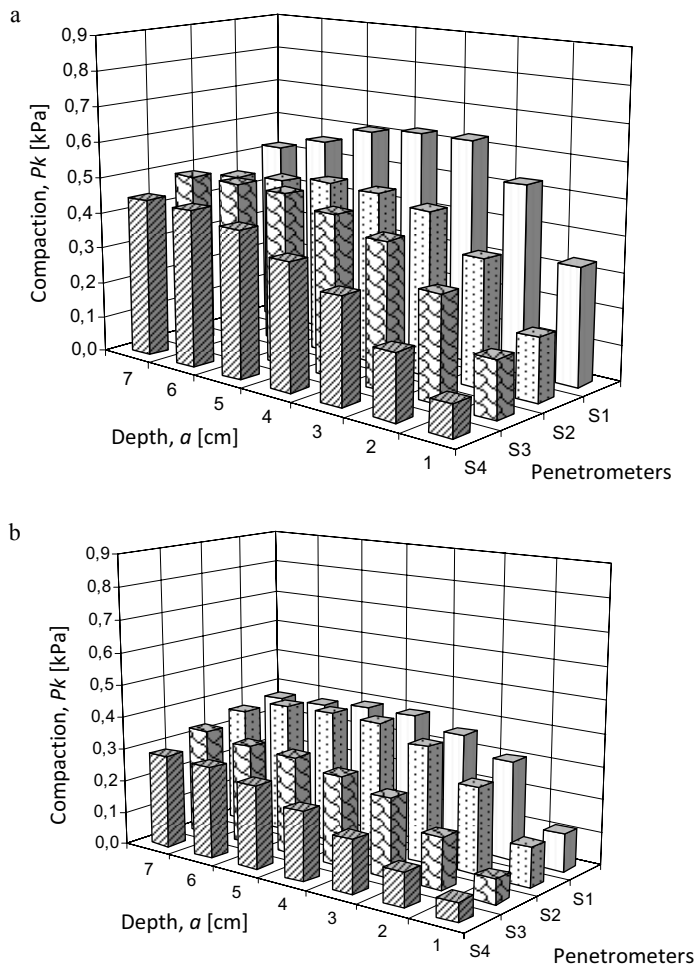 a
0,9
0,8
0,7
0,6
0,5
0,4
0,3
0,2
0,1
0,0
Compaction, Pk [kPa]
7
6
5
4
3
2
1
Depth, a [cm]
S4
S3
S2
S1
Penetrometers
b
0,9
0,8
0,7
0,6
0,5
0,4
0,3
0,2
0,1
0,0
Compaction, Pk [kPa]
7
6
5
4
3
2
1
Depth, a [cm]
S4
S3
S2
S1
Penetrometers